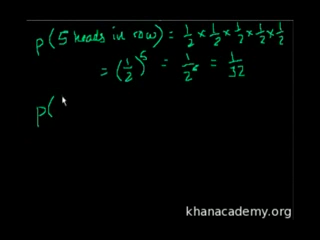 p(5 heads in row) = 1/2 × 1/2 × 1/2 × 1/2 × 1/2
= (1/2)^5 = 1/2^5 = 1/32
p(
khanacademy.org